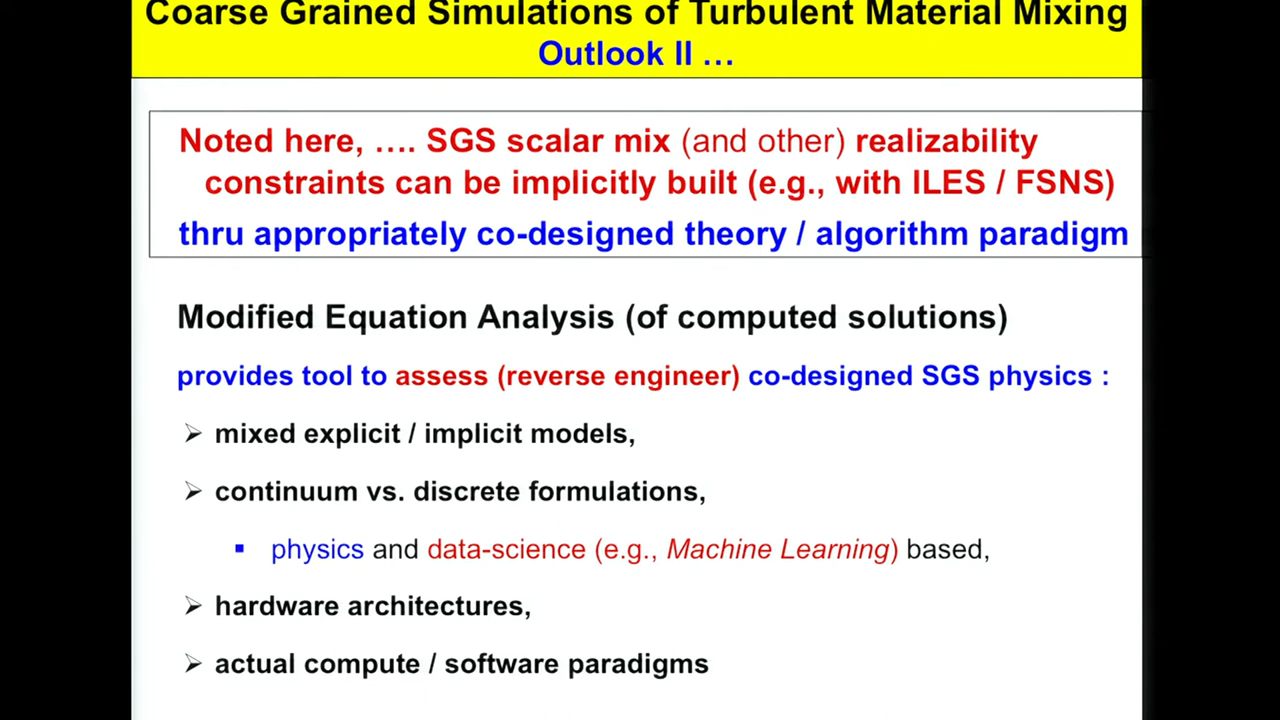 Coarse Grained Simulations of Turbulent Material Mixing
Outlook II …
Noted here, …. SGS scalar mix (and other) realizability
constraints can be implicitly built (e.g., with ILES / FSNS)
thru appropriately co-designed theory / algorithm paradigm
Modified Equation Analysis (of computed solutions)
provides tool to assess (reverse engineer) co-designed SGS physics :
➢ mixed explicit / implicit models,
➢ continuum vs. discrete formulations,
▪ physics and data-science (e.g., Machine Learning) based,
➢ hardware architectures,
➢ actual compute / software paradigms